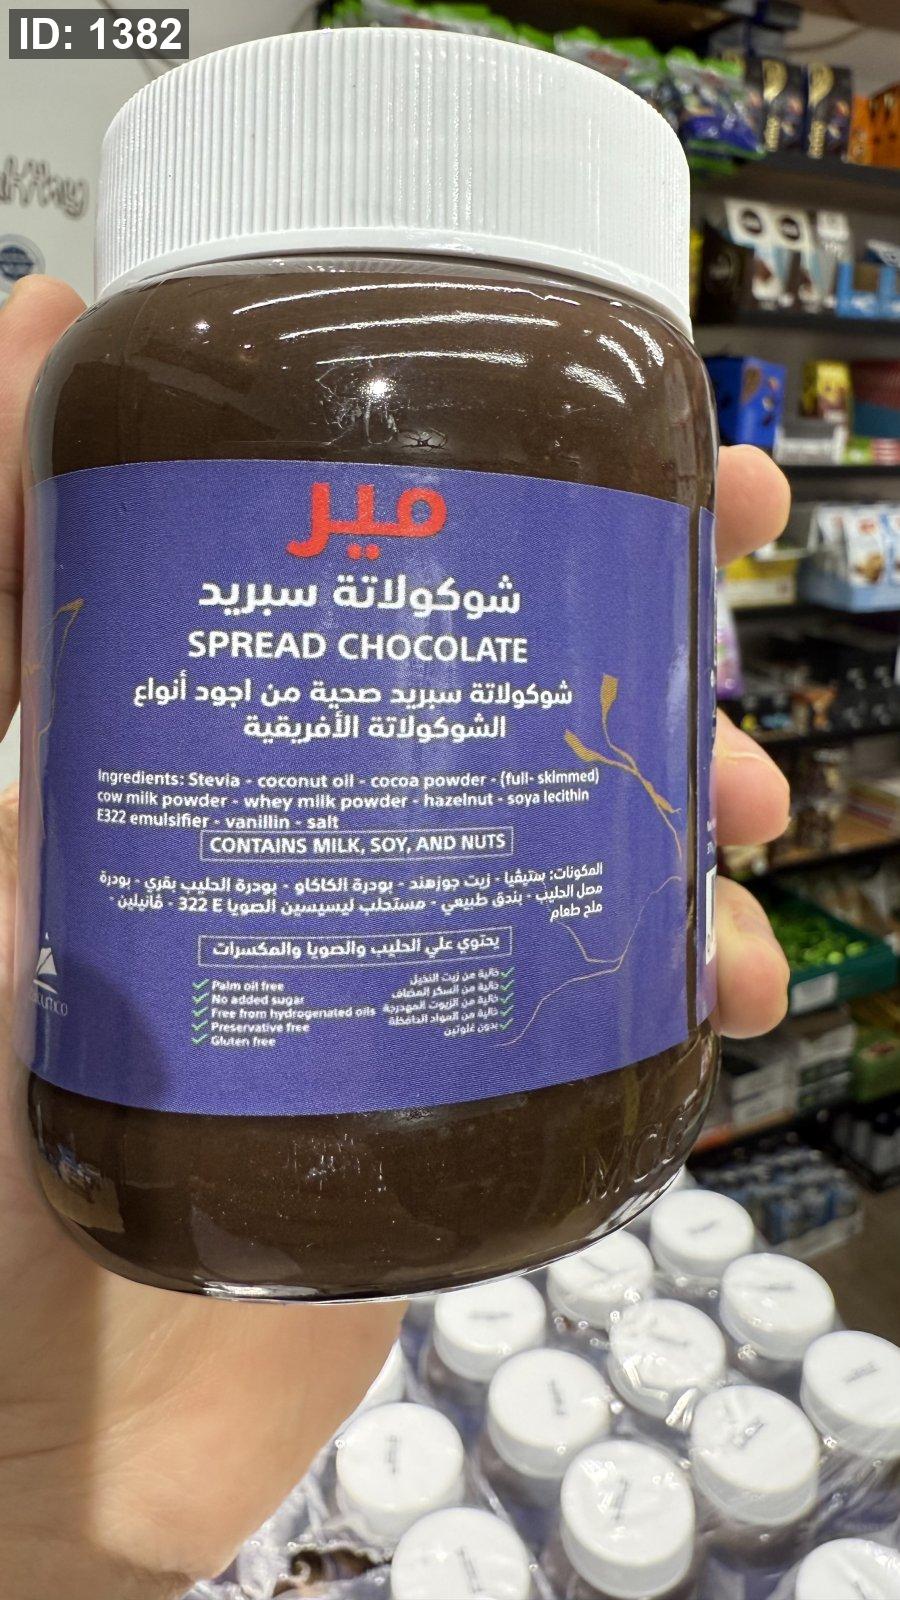 ID: 1382
مير
شوكولاتة سبريد
SPREAD CHOCOLATE
شوكولاتة سبريد صحية من اجود أنواع
الشوكولاتة الأفريقية
Ingredients: Stevia - coconut oil - cocoa powder - (full- skimmed)
cow milk powder - whey milk powder - hazelnut - soya lecithin
E322 emulsifier - vanillin - salt
CONTAINS MILK, SOY, AND NUTS
المكونات: ستيفيا - زيت جوزهند - بودرة الكاكاو - بودرة الحليب بقري - بودرة
مصل الحليب - بندق طبيعي - مستحلب ليسيسين الصويا E 322 - ڤانيلين -
ملح طعام
يحتوي علي الحليب والصويا والمكسرات
Palm oil free
No added sugar
Free from hydrogenated oils
Preservative free
Gluten free
خالية من زيت النخيل
خالية من السكر المضاف
خالية من الزيوت المهدرجة
خالية من المواد الحافظة
بدون غلوتين